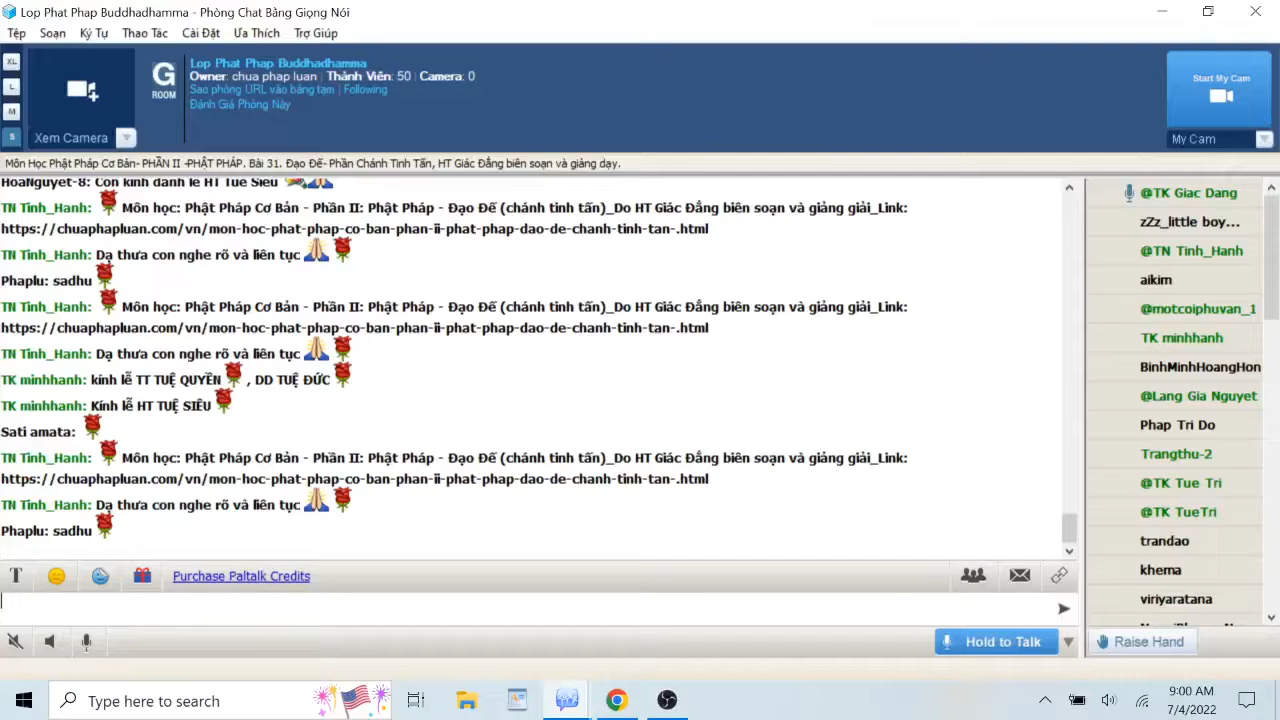 Lop Phat Phap Buddhadhamma - Phòng Chat Bằng Giọng Nói
Tệp Soạn Ký Tự Thao Tác Cài Đặt Ưa Thích Trợ Giúp
XL
L
M
S
Xem Camera
G
ROOM
Lop Phat Phap Buddhadhamma
Owner: chua phap luan | Thành Viên: 50 | Camera: 0
Sao phòng URL vào bảng tạm | Following
Đánh Giá Phòng Này
Start My Cam
My Cam
Môn Học Phật Pháp Cơ Bản- PHẦN II -PHẬT PHÁP. Bài 31. Đạo Đế- Phần Chánh Tinh Tấn, HT Giác Đẳng biên soạn và giảng dạy.
HoaNguyet-8: Con kính đảnh lễ HT Tuệ Siêu
TN Tinh_Hanh: Môn học: Phật Pháp Cơ Bản - Phần II: Phật Pháp - Đạo Đế (chánh tinh tấn)_Do HT Giác Đẳng biên soạn và giảng giải_Link:
https://chuaphapluan.com/vn/mon-hoc-phat-phap-co-ban-phan-ii-phat-phap-dao-de-chanh-tinh-tan-.html
TN Tinh_Hanh: Dạ thưa con nghe rõ và liên tục
Phaplu: sadhu
TN Tinh_Hanh: Môn học: Phật Pháp Cơ Bản - Phần II: Phật Pháp - Đạo Đế (chánh tinh tấn)_Do HT Giác Đẳng biên soạn và giảng giải_Link:
https://chuaphapluan.com/vn/mon-hoc-phat-phap-co-ban-phan-ii-phat-phap-dao-de-chanh-tinh-tan-.html
TN Tinh_Hanh: Dạ thưa con nghe rõ và liên tục
TK minhhanh: kính lễ TT TUỆ QUYỀN , DD TUỆ ĐỨC
TK minhhanh: Kính lễ HT TUỆ SIÊU
Sati amata:
TN Tinh_Hanh: Môn học: Phật Pháp Cơ Bản - Phần II: Phật Pháp - Đạo Đế (chánh tinh tấn)_Do HT Giác Đẳng biên soạn và giảng giải_Link:
https://chuaphapluan.com/vn/mon-hoc-phat-phap-co-ban-phan-ii-phat-phap-dao-de-chanh-tinh-tan-.html
TN Tinh_Hanh: Dạ thưa con nghe rõ và liên tục
Phaplu: sadhu
@TK Giac Dang
zZz_little boy...
@TN Tinh_Hanh
aikim
@motcoiphuvan_1
TK minhhanh
BinhMinhHoangHon
@Lang Gia Nguyet
Phap Tri Do
Trangthu-2
@TK Tue Tri
@TK TueTri
trandao
khema
viriyaratana
T Purchase Paltalk Credits
Hold to Talk
Raise Hand
Type here to search
9:00 AM
7/4/2022